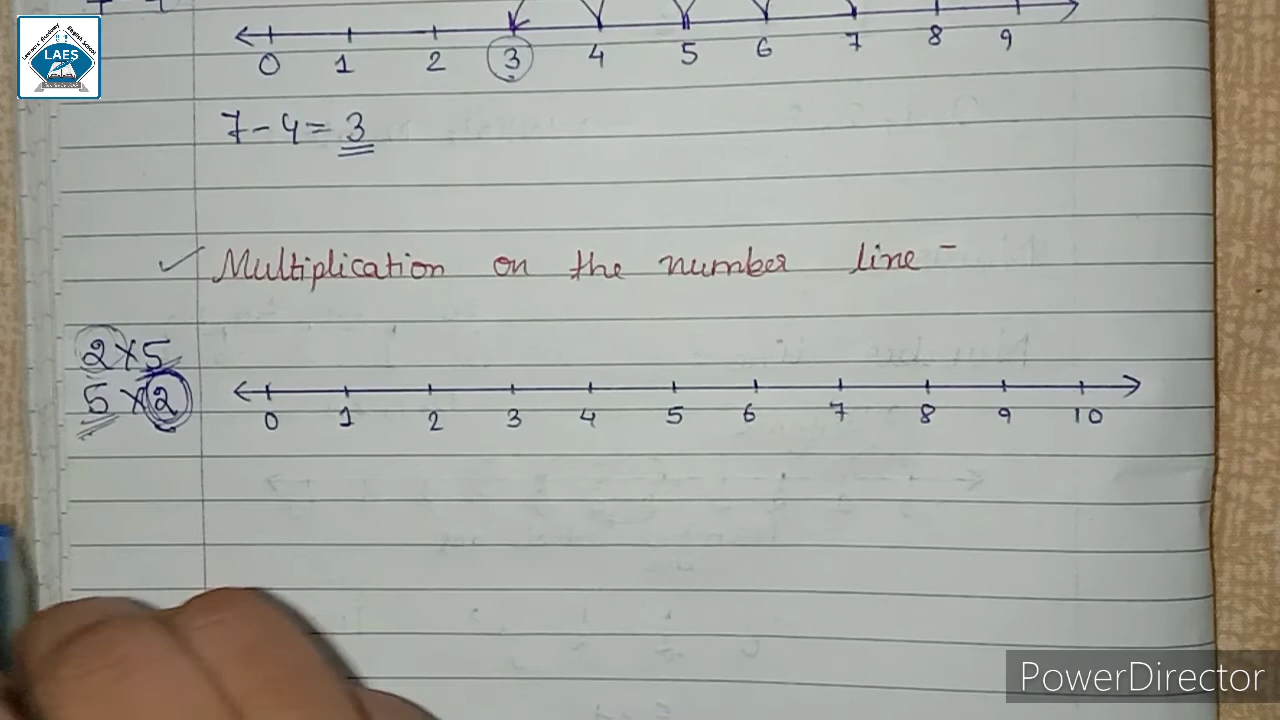 0 1 2 3 4 5 6 7 8 9
7 - 4 = 3
Multiplication on the number line -
2 × 5
5 × 2
0 1 2 3 4 5 6 7 8 9 10
LAES
PowerDirector